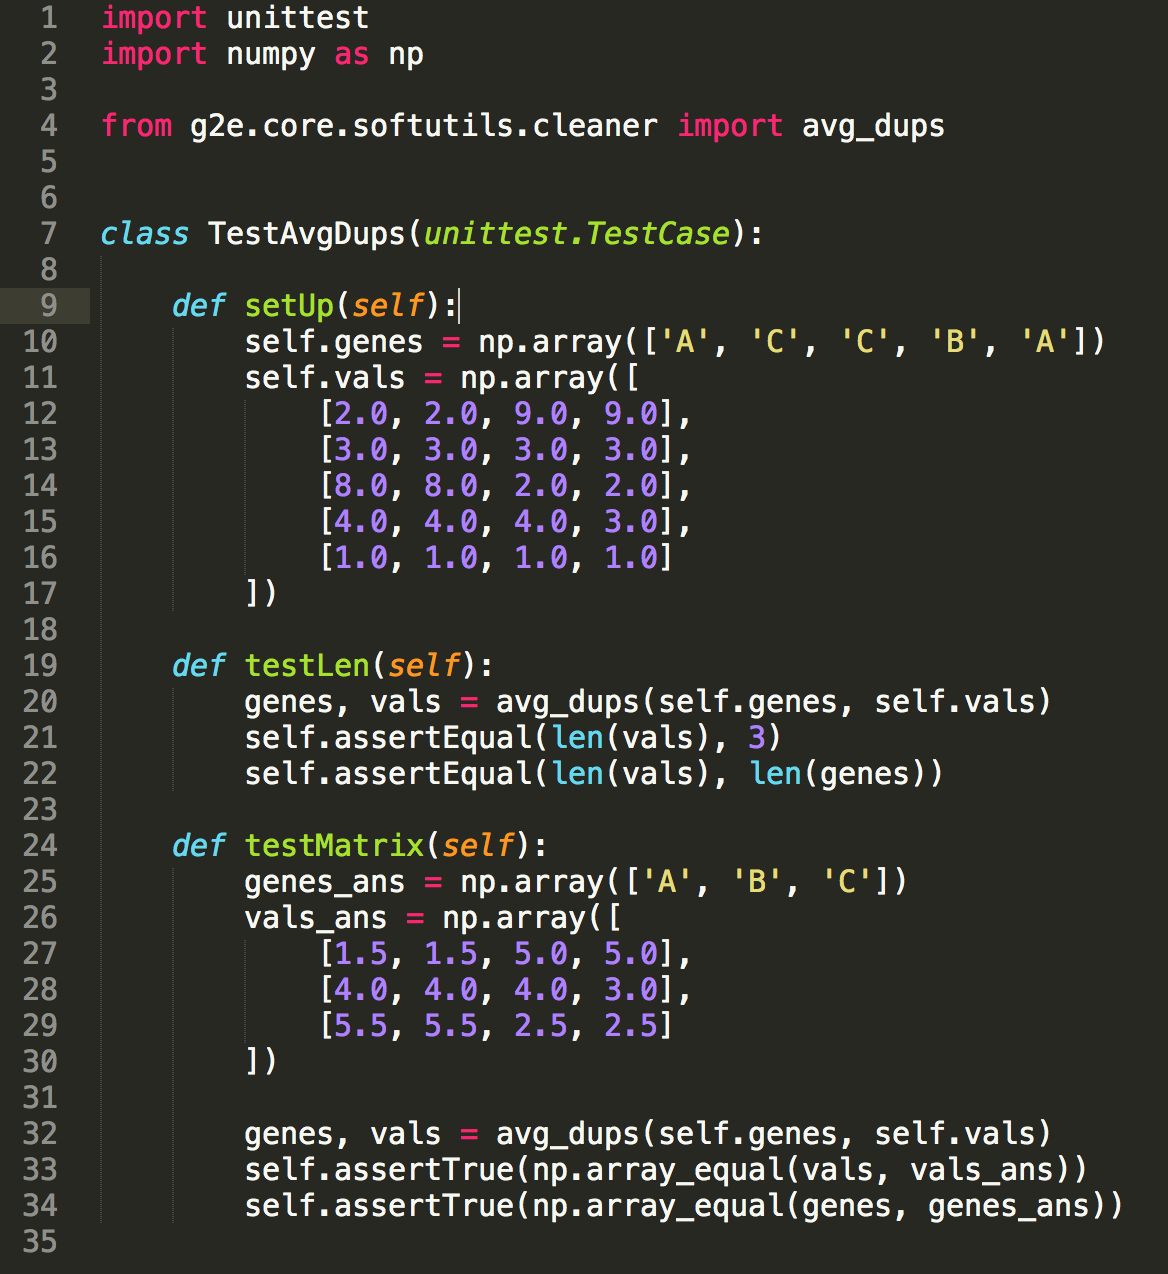 1 import unittest
2 import numpy as np
3
4 from g2e.core.softutils.cleaner import avg_dups
5
6
7 class TestAvgDups(unittest.TestCase):
8
9     def setUp(self):
10         self.genes = np.array(['A', 'C', 'C', 'B', 'A'])
11         self.vals = np.array([
12             [2.0, 2.0, 9.0, 9.0],
13             [3.0, 3.0, 3.0, 3.0],
14             [8.0, 8.0, 2.0, 2.0],
15             [4.0, 4.0, 4.0, 3.0],
16             [1.0, 1.0, 1.0, 1.0]
17         ])
18
19     def testLen(self):
20         genes, vals = avg_dups(self.genes, self.vals)
21         self.assertEqual(len(vals), 3)
22         self.assertEqual(len(vals), len(genes))
23
24     def testMatrix(self):
25         genes_ans = np.array(['A', 'B', 'C'])
26         vals_ans = np.array([
27             [1.5, 1.5, 5.0, 5.0],
28             [4.0, 4.0, 4.0, 3.0],
29             [5.5, 5.5, 2.5, 2.5]
30         ])
31
32         genes, vals = avg_dups(self.genes, self.vals)
33         self.assertTrue(np.array_equal(vals, vals_ans))
34         self.assertTrue(np.array_equal(genes, genes_ans))
35